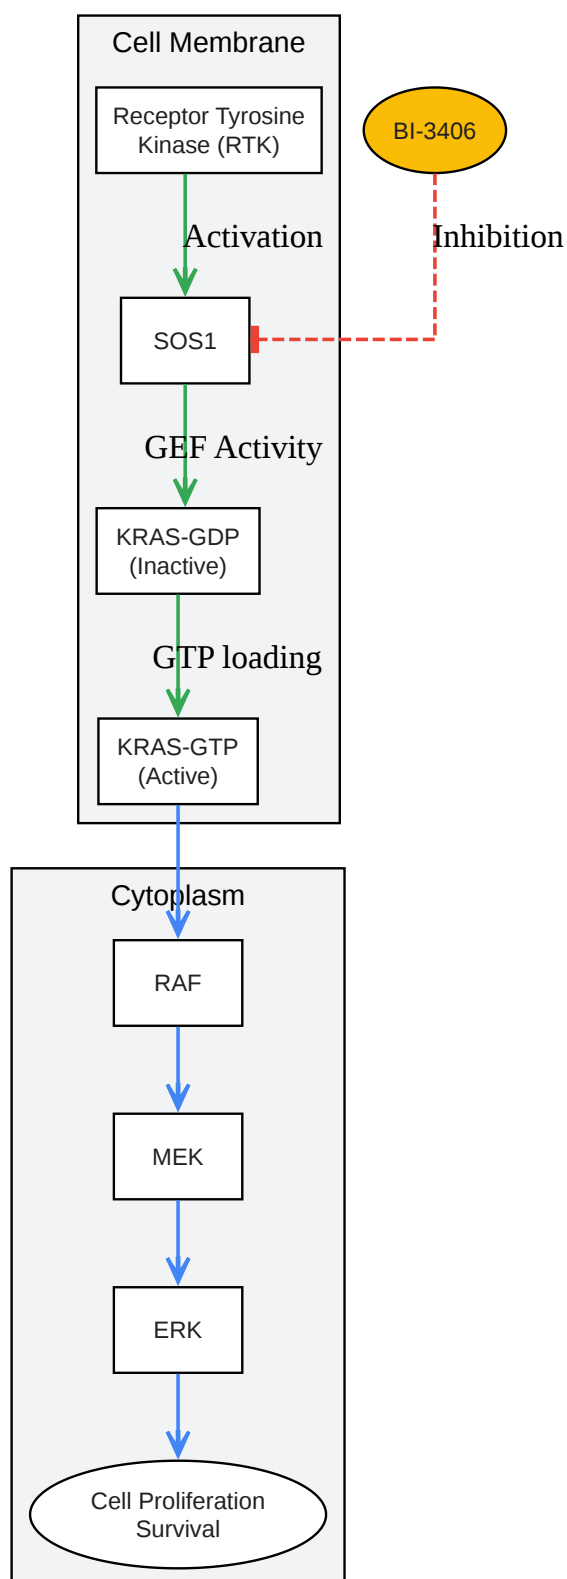 Cell Membrane
Receptor Tyrosine
Kinase (RTK)
BI-3406
Activation
Inhibition
SOS1
GEF Activity
KRAS-GDP
(Inactive)
GTP loading
KRAS-GTP
(Active)
Cytoplasm
RAF
MEK
ERK
Cell Proliferation
Survival